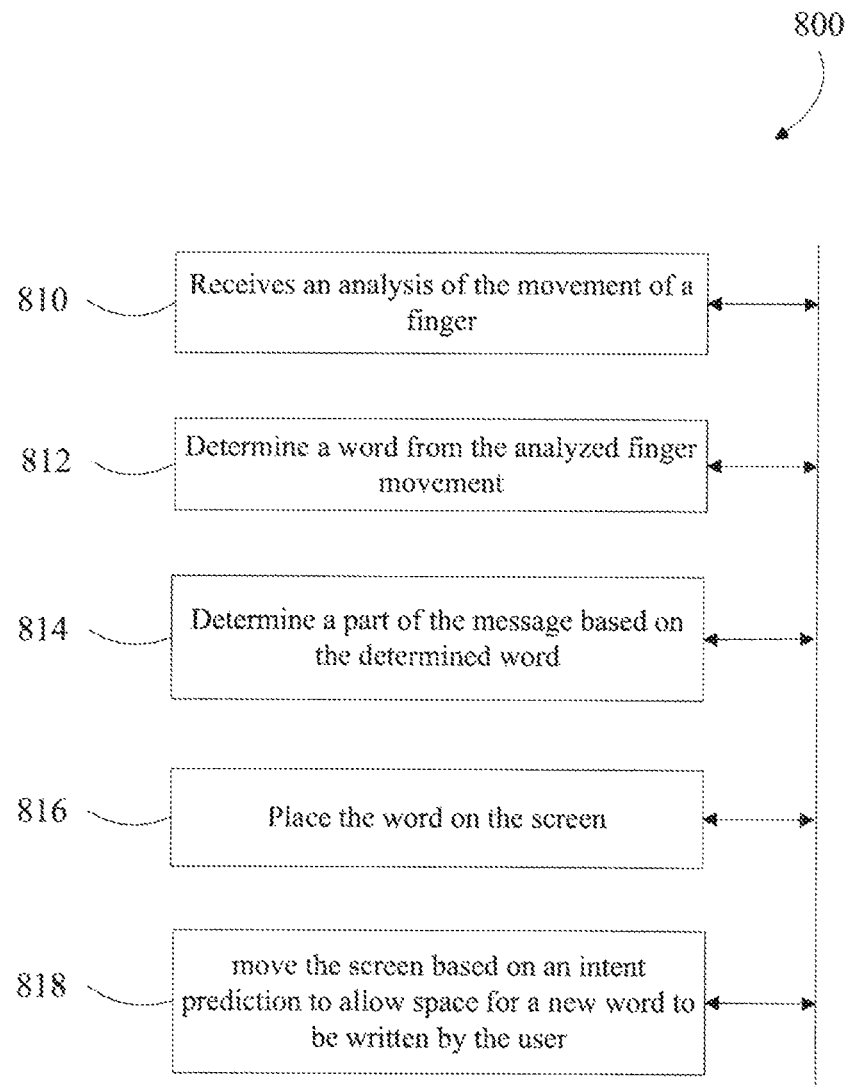 800
810
Receives an analysis of the movement of a
finger
812
Determine a word from the analyzed finger
movement
814
Determine a part of the message based on
the determined word
816
Place the word on the screen
818
move the screen based on an intent
prediction to allow space for a new word to
be written by the user